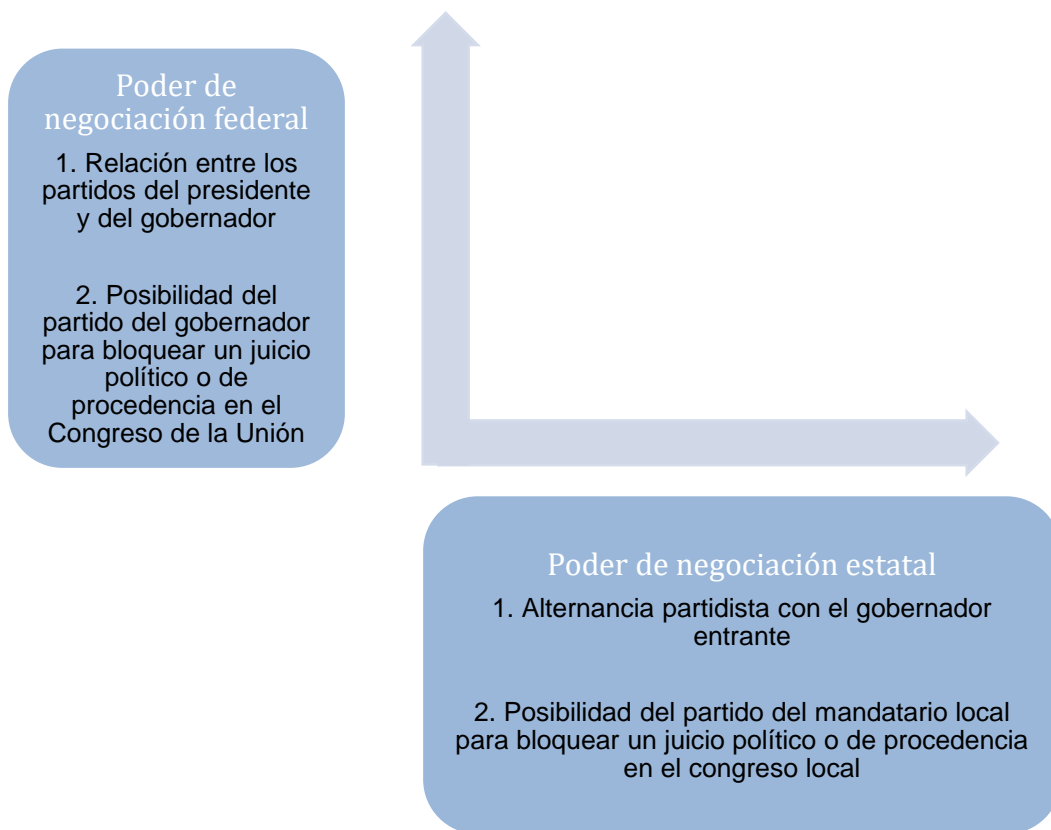 Poder de
negociación federal
1. Relación entre los
partidos del presidente
y del gobernador
2. Posibilidad del
partido del gobernador
para bloquear un juicio
político o de
procedencia en el
Congreso de la Unión
Poder de negociación estatal
1. Alternancia partidista con el gobernador
entrante
2. Posibilidad del partido del mandatario local
para bloquear un juicio político o de procedencia
en el congreso local